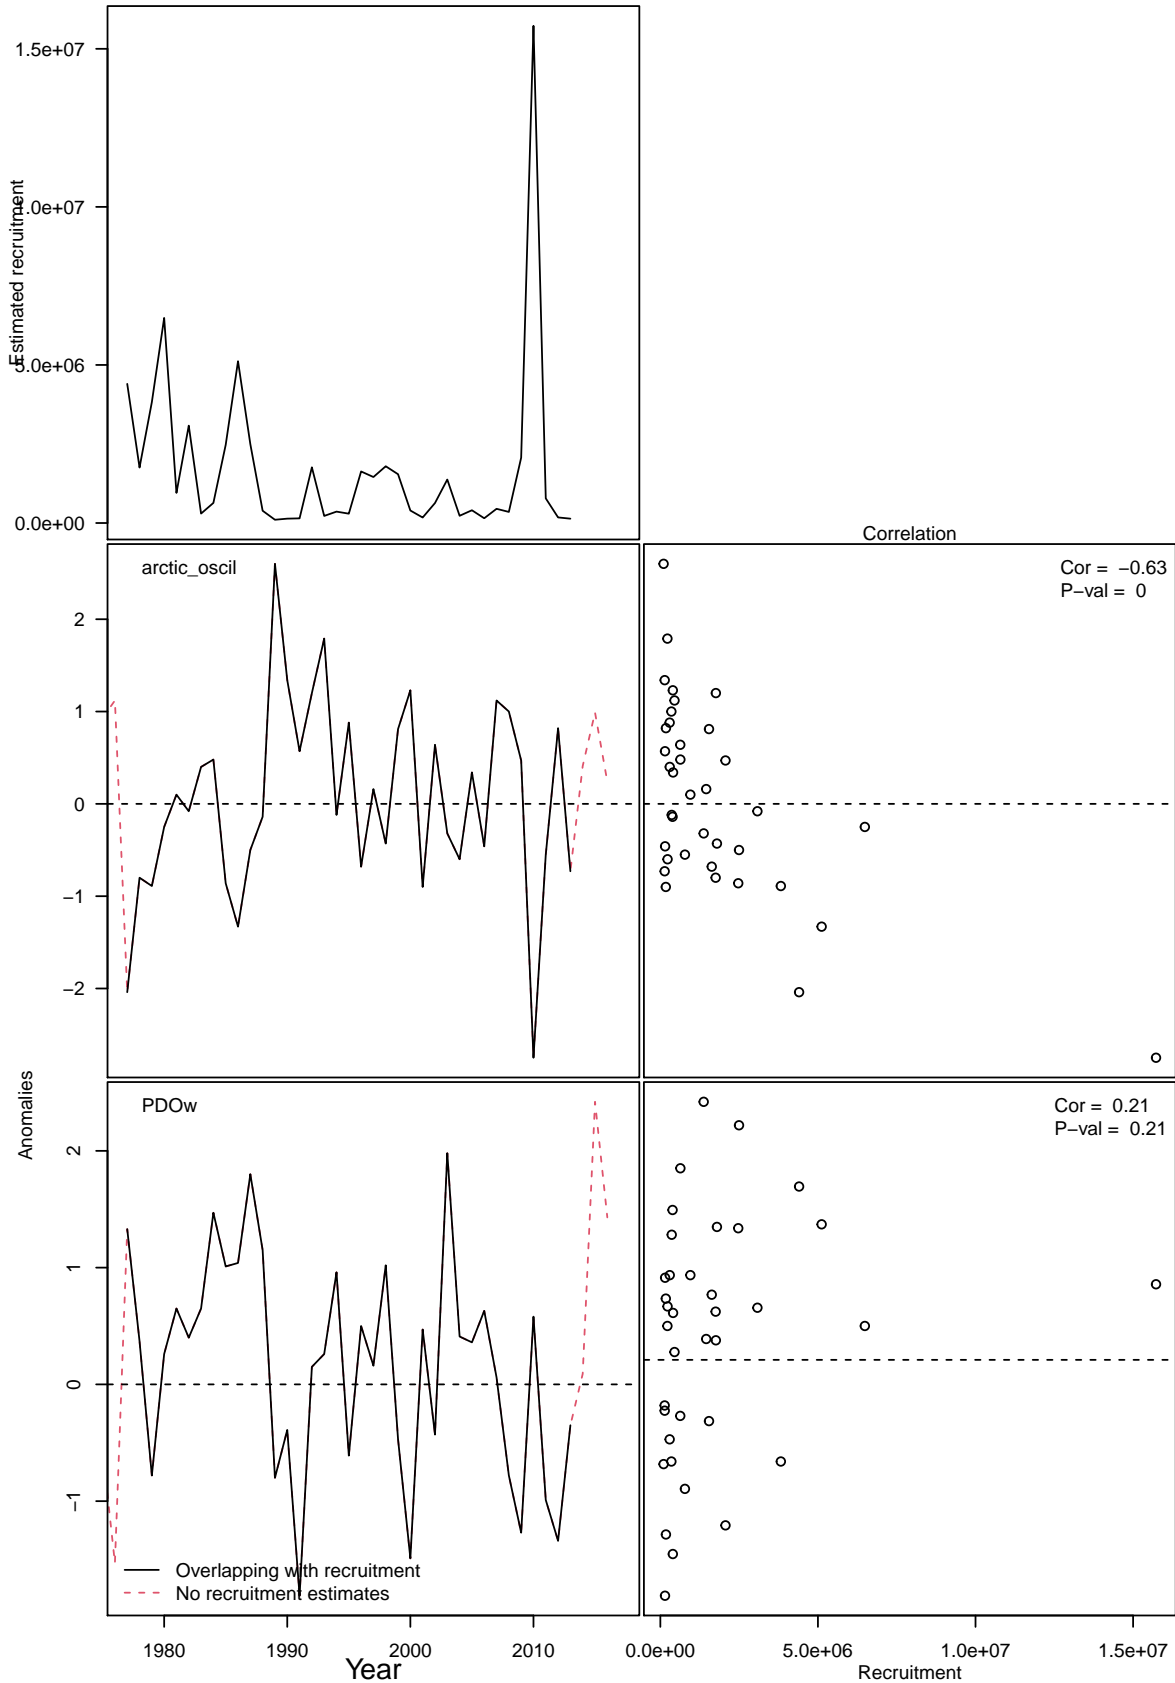 1.5e+07
1.0e+07
5.0e+06
0.0e+00
Estimated recruitment
Correlation
arctic_oscil
2
1
0
−1
−2
Cor = −0.63
P−val = 0
Anomalies
PDOw
2
1
0
−1
Cor = 0.21
P−val = 0.21
Overlapping with recruitment
No recruitment estimates
1980 1990 2000 2010
Year
0.0e+00 5.0e+06 1.0e+07 1.5e+07
Recruitment